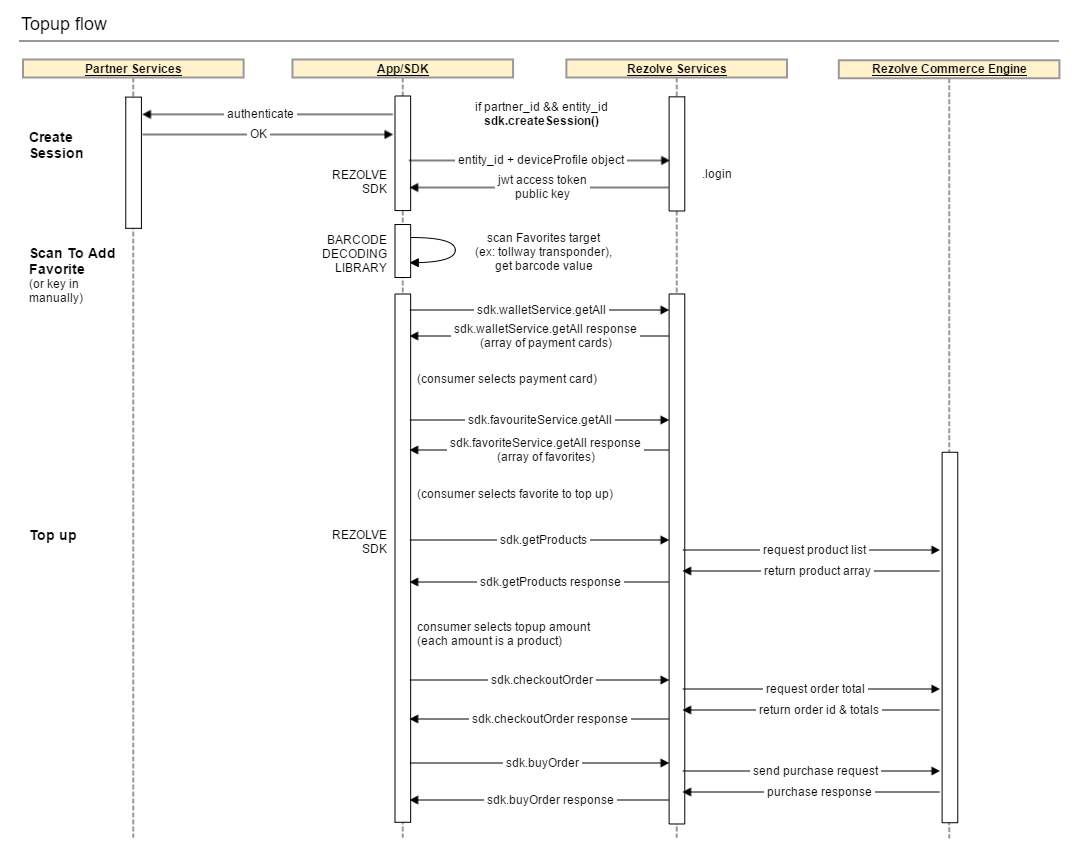 Topup flow
Partner Services
App/SDK
Rezolve Services
Rezolve Commerce Engine
Create
Session
authenticate
OK
if partner_id && entity_id
sdk.createSession()
entity_id + deviceProfile object
REZOLVE
SDK
jwt access token
public key
.login
Scan To Add
Favorite
(or key in
manually)
BARCODE
DECODING
LIBRARY
scan Favorites target
(ex: tollway transponder),
get barcode value
sdk.walletService.getAll
sdk.walletService.getAll response
(array of payment cards)
(consumer selects payment card)
sdk.favouriteService.getAll
sdk.favoriteService.getAll response
(array of favorites)
(consumer selects favorite to top up)
Top up
REZOLVE
SDK
sdk.getProducts
request product list
return product array
sdk.getProducts response
consumer selects topup amount
(each amount is a product)
sdk.checkoutOrder
request order total
return order id & totals
sdk.checkoutOrder response
sdk.buyOrder
send purchase request
purchase response
sdk.buyOrder response